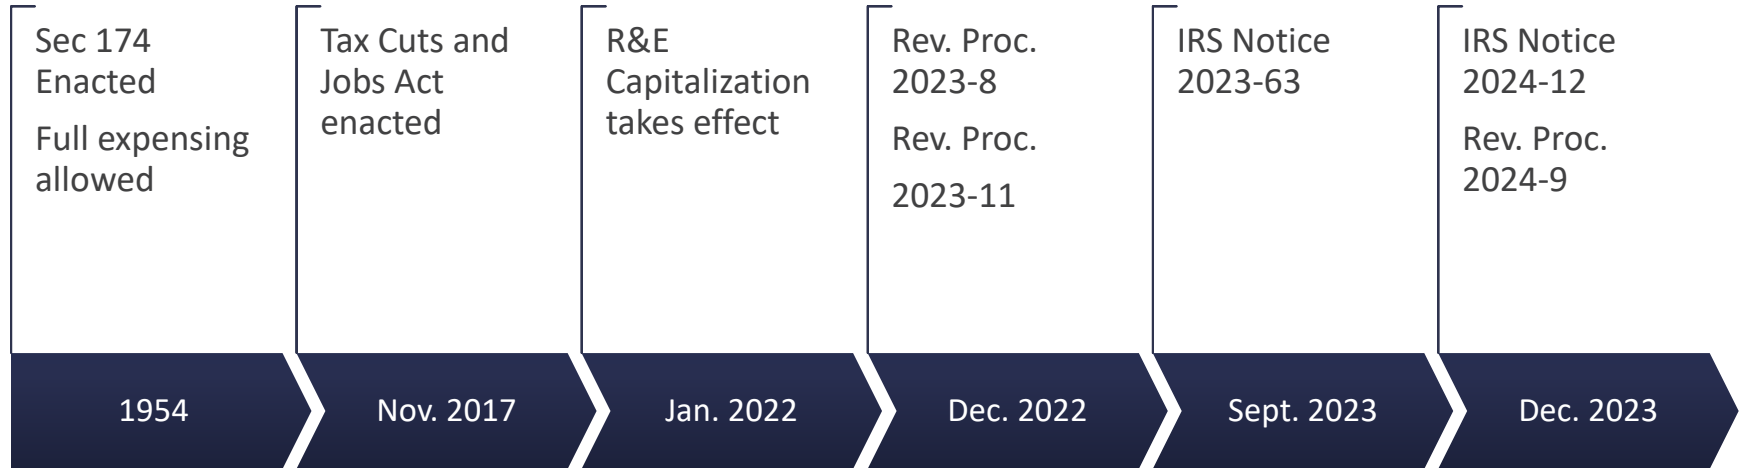 Sec 174
Enacted
Full expensing
allowed
Tax Cuts and
Jobs Act
enacted
R&E
Capitalization
takes effect
Rev. Proc.
2023-8
Rev. Proc.
2023-11
IRS Notice
2023-63
IRS Notice
2024-12
Rev. Proc.
2024-9
1954
Nov. 2017
Jan. 2022
Dec. 2022
Sept. 2023
Dec. 2023